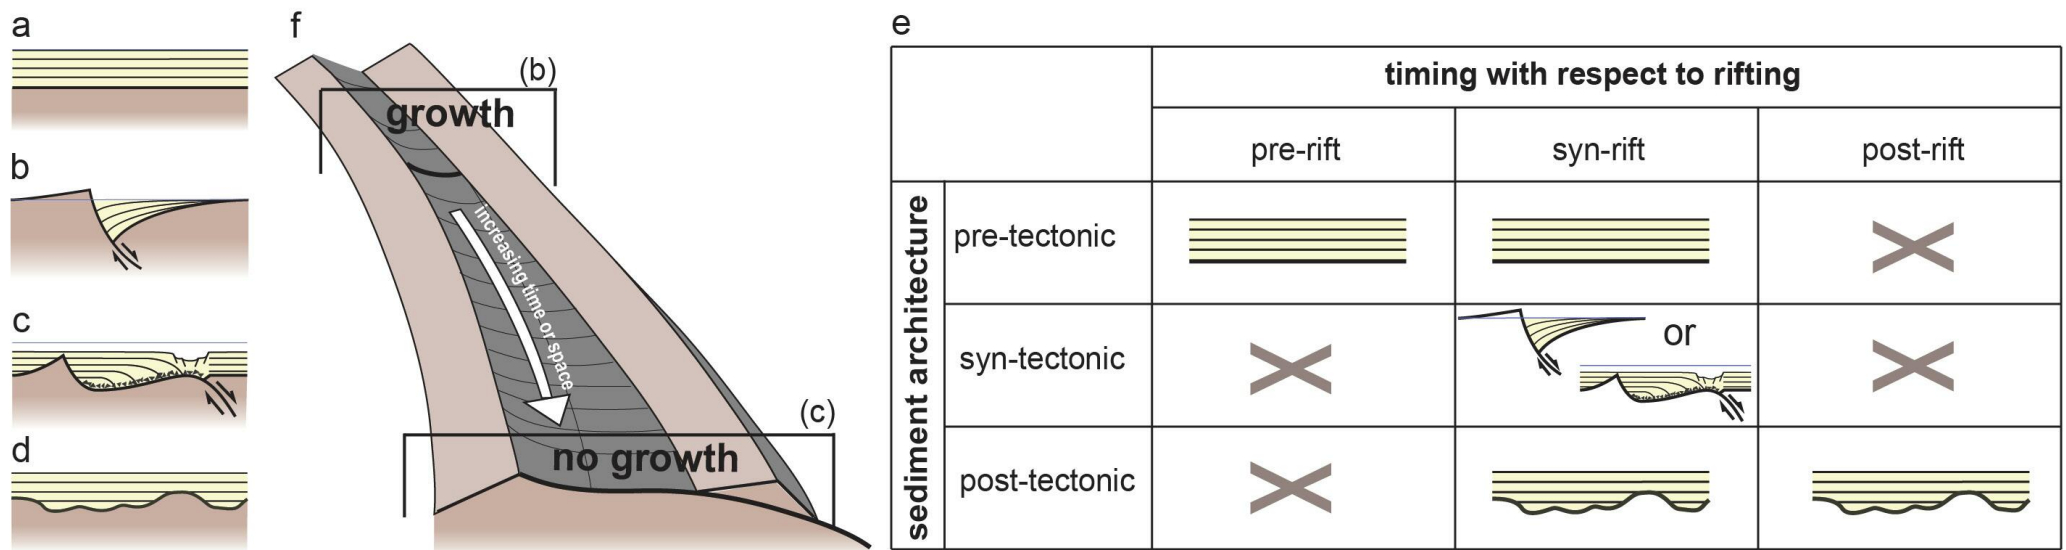 a
b
c
d
f
(b)
growth
increasing time or space
(c)
no growth
e
timing with respect to rifting
pre-rift syn-rift post-rift
sediment architecture
pre-tectonic
syn-tectonic
or
post-tectonic